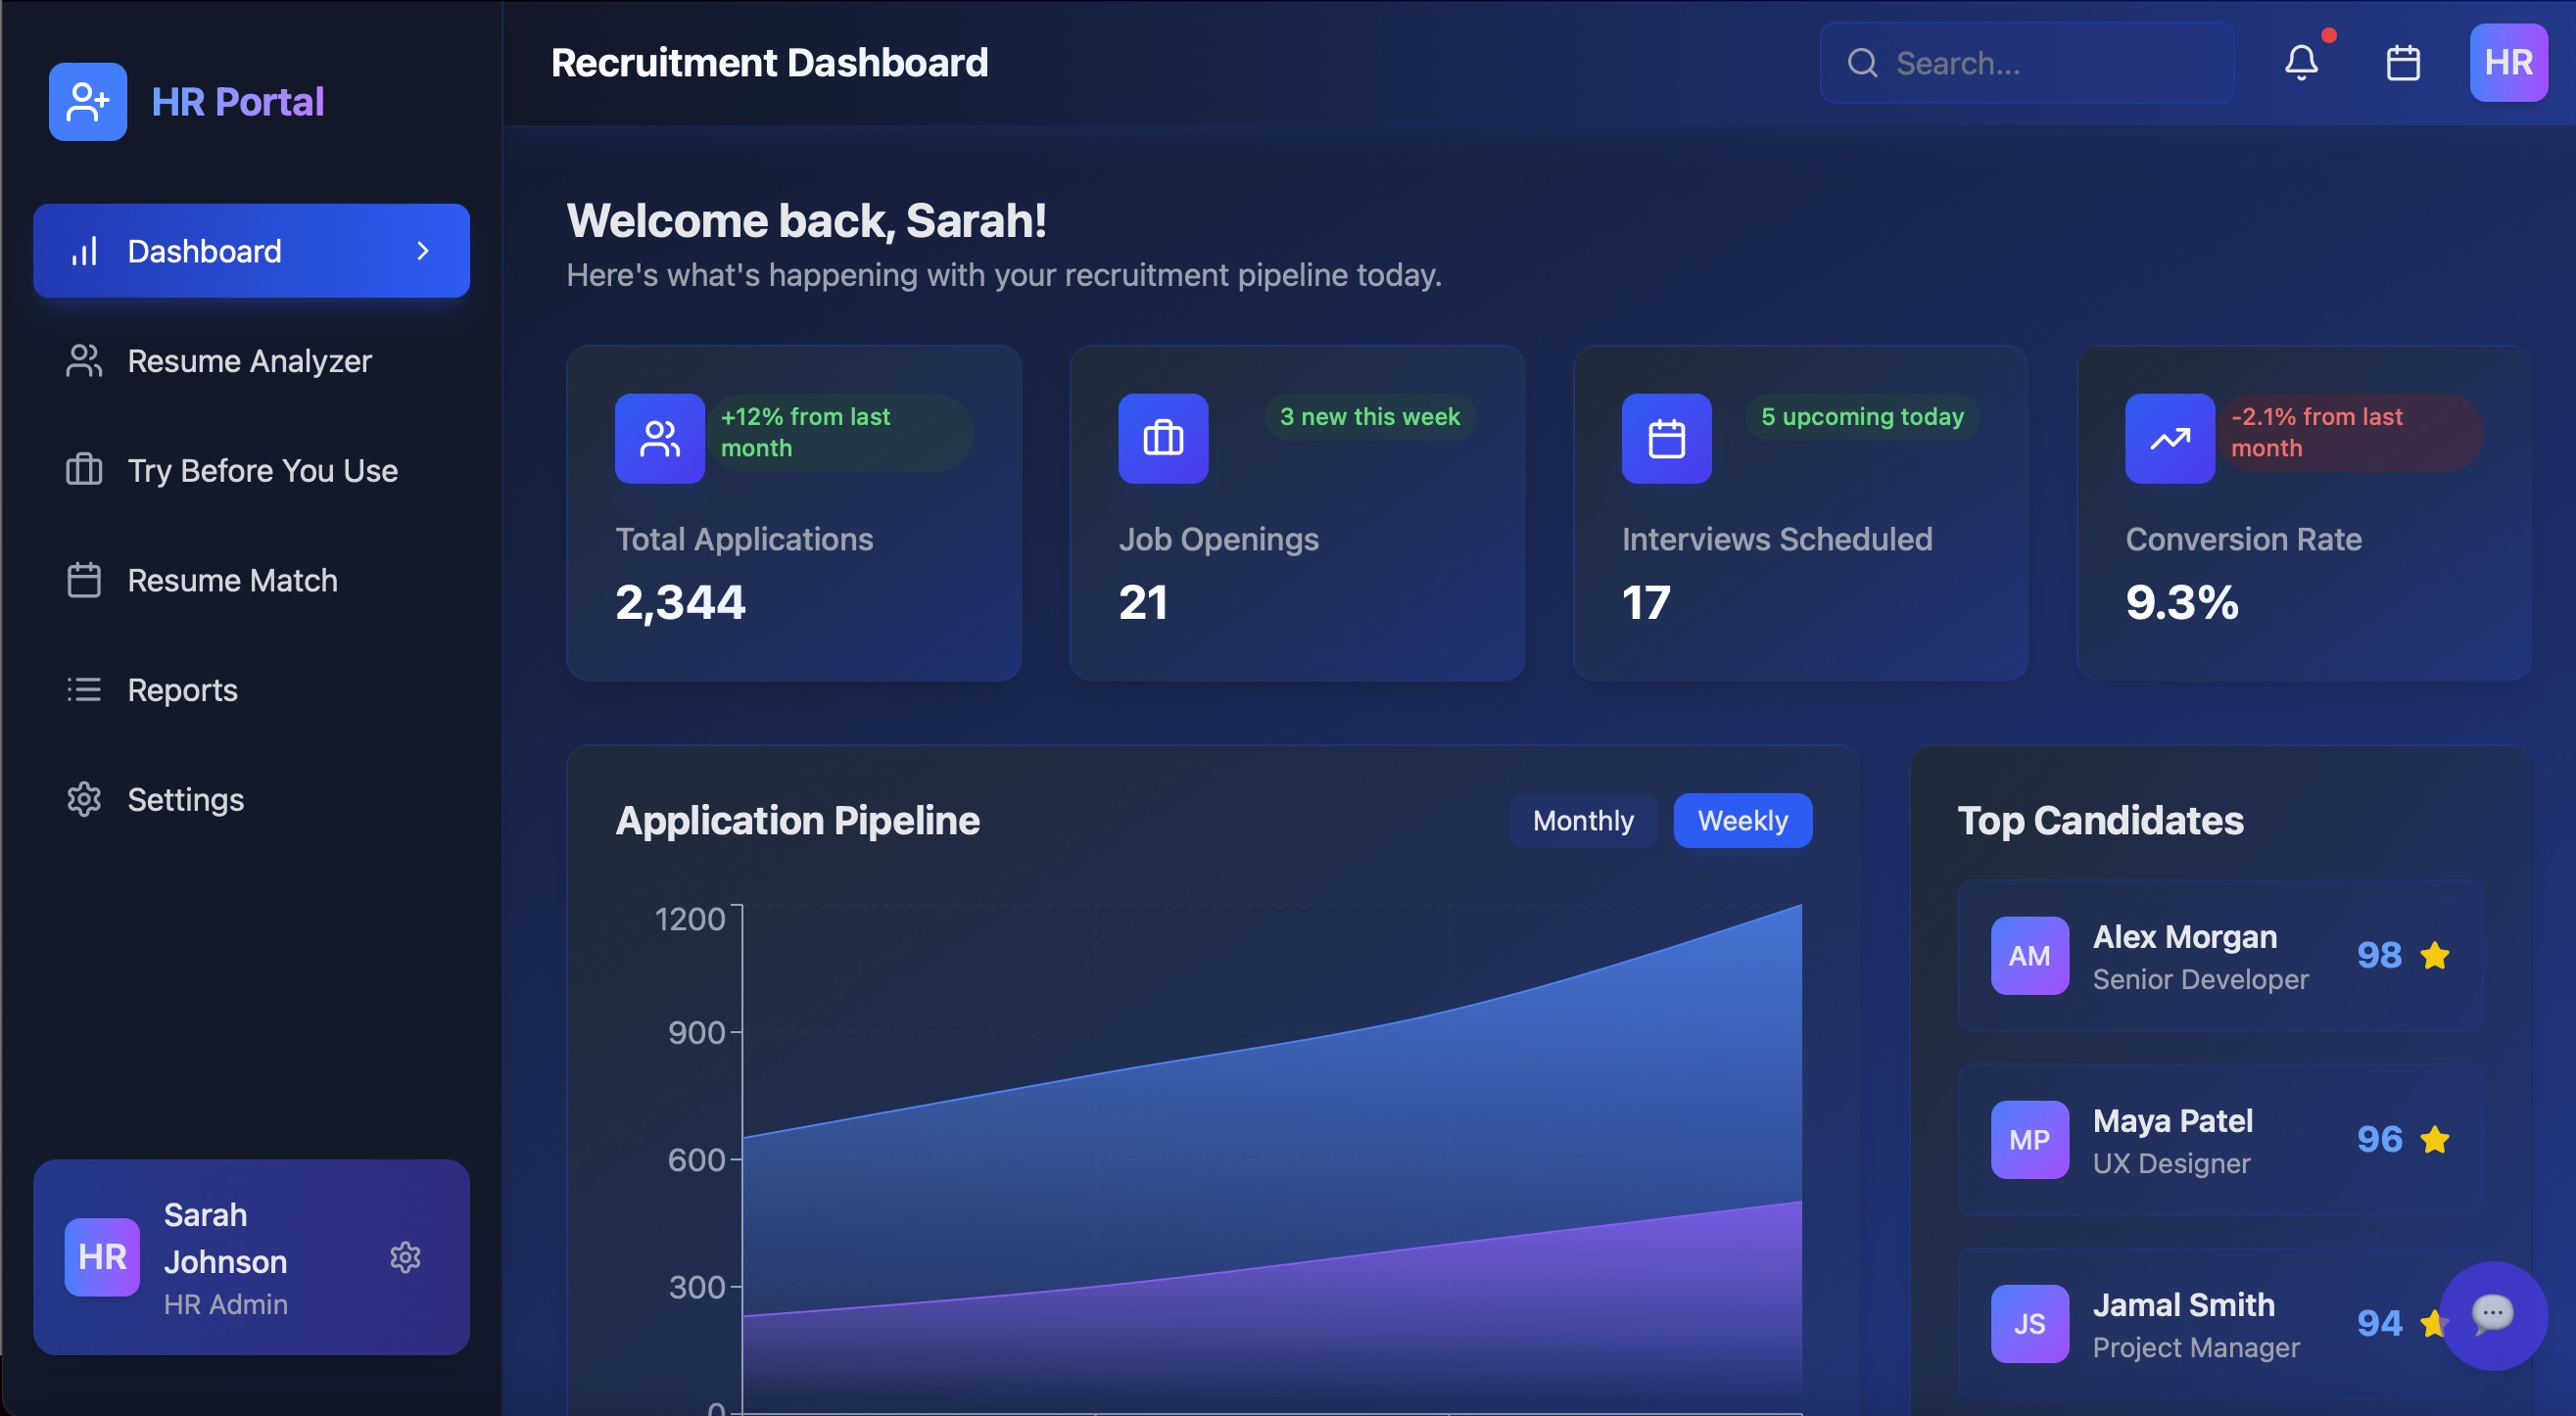 HR Portal
Dashboard
Resume Analyzer
Try Before You Use
Resume Match
Reports
Settings
HR
Sarah
Johnson
HR Admin
Recruitment Dashboard
Search...
HR
Welcome back, Sarah!
Here's what's happening with your recruitment pipeline today.
+12% from last
month
Total Applications
2,344
3 new this week
Job Openings
21
5 upcoming today
Interviews Scheduled
17
-2.1% from last
month
Conversion Rate
9.3%
Application Pipeline
Monthly
Weekly
1200
900
600
300
0
Top Candidates
AM
Alex Morgan
Senior Developer
98
MP
Maya Patel
UX Designer
96
JS
Jamal Smith
Project Manager
94